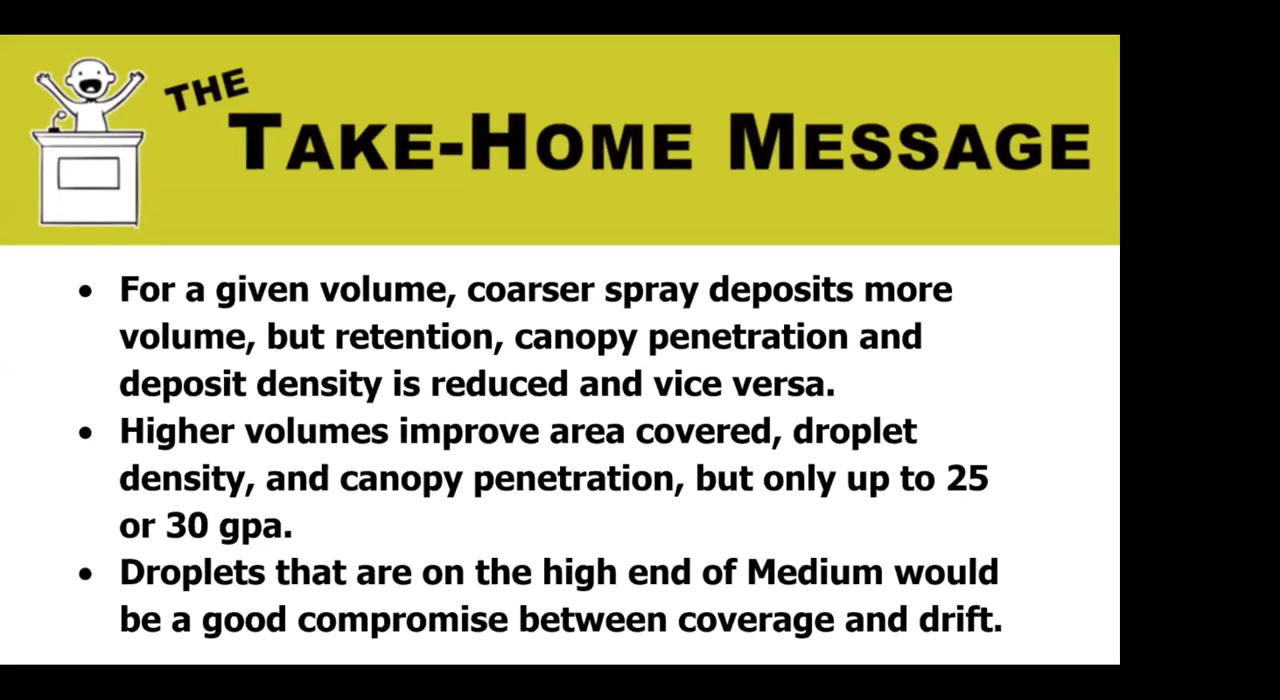 THE
TAKE-HOME MESSAGE
• For a given volume, coarser spray deposits more
volume, but retention, canopy penetration and
deposit density is reduced and vice versa.
• Higher volumes improve area covered, droplet
density, and canopy penetration, but only up to 25
or 30 gpa.
• Droplets that are on the high end of Medium would
be a good compromise between coverage and drift.